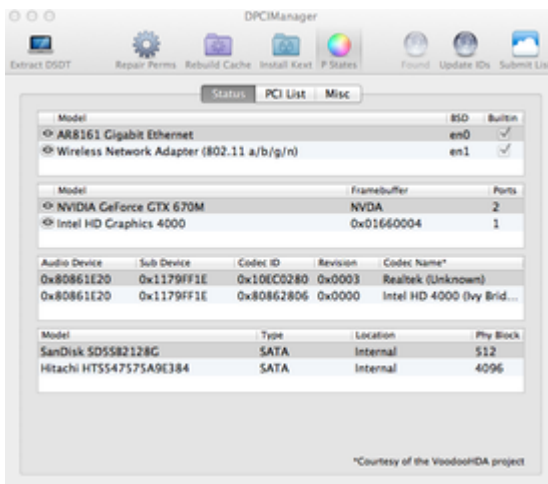 DPCIManager
Extract DSDT Repair Perms Rebuild Cache Install Kext P States Found Update IDs Submit Lis
Status PCI List Misc
Model BSD Builtin
AR8161 Gigabit Ethernet en0
Wireless Network Adapter (802.11 a/b/g/n) en1
Model Framebuffer Ports
NVIDIA GeForce GTX 670M NVDA 2
Intel HD Graphics 4000 0x01660004 1
Audio Device Sub Device Codec ID Revision Codec Name*
0x80861E20 0x1179FF1E 0x10EC0280 0x0003 Realtek (Unknown)
0x80861E20 0x1179FF1E 0x80862806 0x0000 Intel HD 4000 (Ivy Brid...
Model Type Location Phy Block
SanDisk SD5SB2128G SATA Internal 512
Hitachi HTS547575A9E384 SATA Internal 4096
*Courtesy of the VoodooHDA project